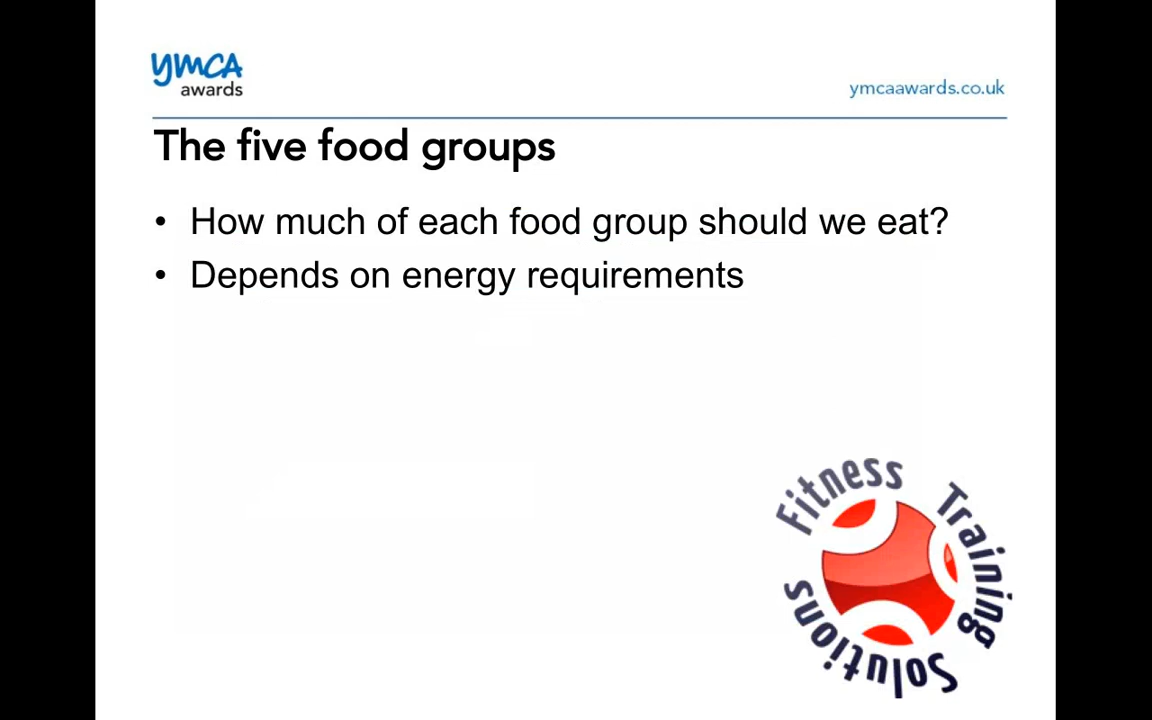 ymca
awards
ymcaawards.co.uk
The five food groups
• How much of each food group should we eat?
• Depends on energy requirements
Fitness Training Solutions